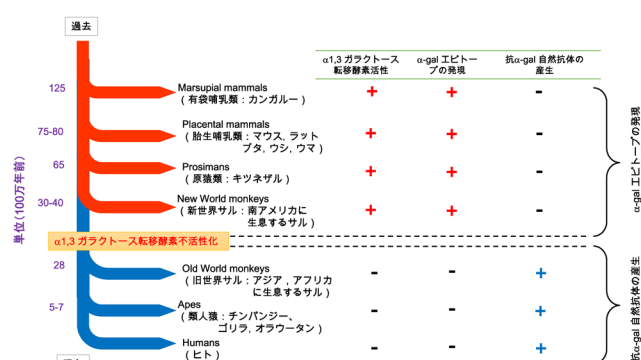 過去
α1,3 ガラクトース
転移酵素活性
α-gal エピトー
プの発現
抗α-gal 自然抗体の
産生
125
Marsupial mammals
（有袋哺乳類：カンガルー）
+ + -
75-80
Placental mammals
（胎生哺乳類：マウス, ラット
ブタ, ウシ, ウマ）
+ + -
65
Prosimans
（原猿類：キツネザル）
+ + -
30-40
New World monkeys
（新世界サル：南アメリカに
生息するサル）
+ + -
α1,3 ガラクトース転移酵素不活性化
28
Old World monkeys
（旧世界サル：アジア , アフリカ
に生息するサル）
- - +
5-7
Apes
（類人猿：チンパンジー、
ゴリラ, オラウータン）
- - +
Humans
（ヒト）
- - +
単位(100万年前)
α-gal エピトープの発現
抗α-gal 自然抗体の産生